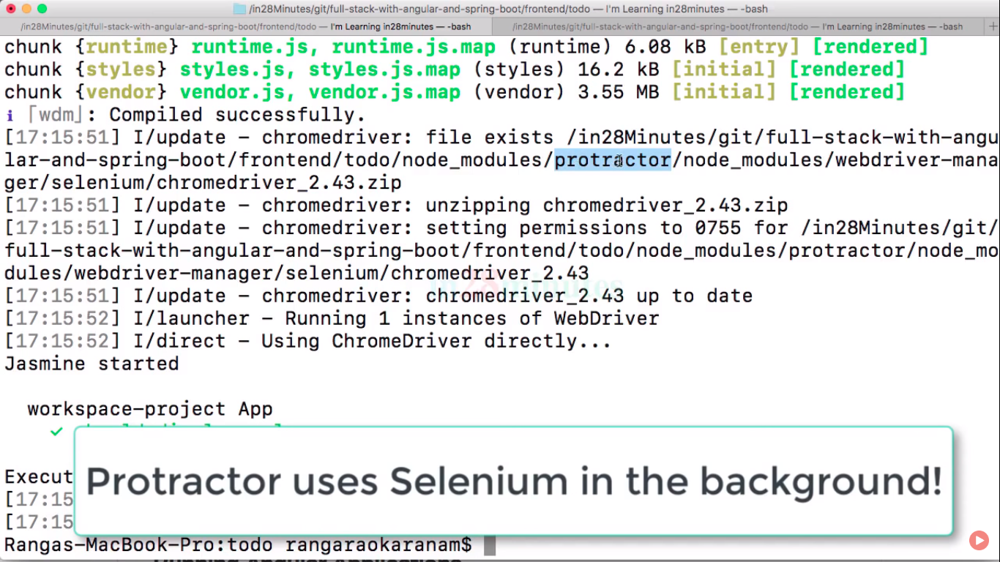 /in28Minutes/git/full-stack-with-angular-and-spring-boot/frontend/todo — I'm Learning in28minutes — -bash
/in28Minutes/git/full-stack-with-angular-and-spring-boot/frontend/todo — I'm Learning in28minutes — -bash
/in28Minutes/git/full-stack-with-angular-and-spring-boot/frontend/todo — I'm Learning in28minutes — -bash
chunk {runtime} runtime.js, runtime.js.map (runtime) 6.08 kB [entry] [rendered]
chunk {styles} styles.js, styles.js.map (styles) 16.2 kB [initial] [rendered]
chunk {vendor} vendor.js, vendor.js.map (vendor) 3.55 MB [initial] [rendered]
ℹ ｢wdm｣: Compiled successfully.
[17:15:51] I/update - chromedriver: file exists /in28Minutes/git/full-stack-with-angu
lar-and-spring-boot/frontend/todo/node_modules/protractor/node_modules/webdriver-mana
ger/selenium/chromedriver_2.43.zip
[17:15:51] I/update - chromedriver: unzipping chromedriver_2.43.zip
[17:15:51] I/update - chromedriver: setting permissions to 0755 for /in28Minutes/git/
full-stack-with-angular-and-spring-boot/frontend/todo/node_modules/protractor/node_mo
dules/webdriver-manager/selenium/chromedriver_2.43
in28minutes
[17:15:51] I/update - chromedriver: chromedriver_2.43 up to date
[17:15:52] I/launcher - Running 1 instances of WebDriver
[17:15:52] I/direct - Using ChromeDriver directly...
Jasmine started
workspace-project App
✓
Execut
[17:15
[17:15
Protractor uses Selenium in the background!
Rangas-MacBook-Pro:todo rangaraokaranam$